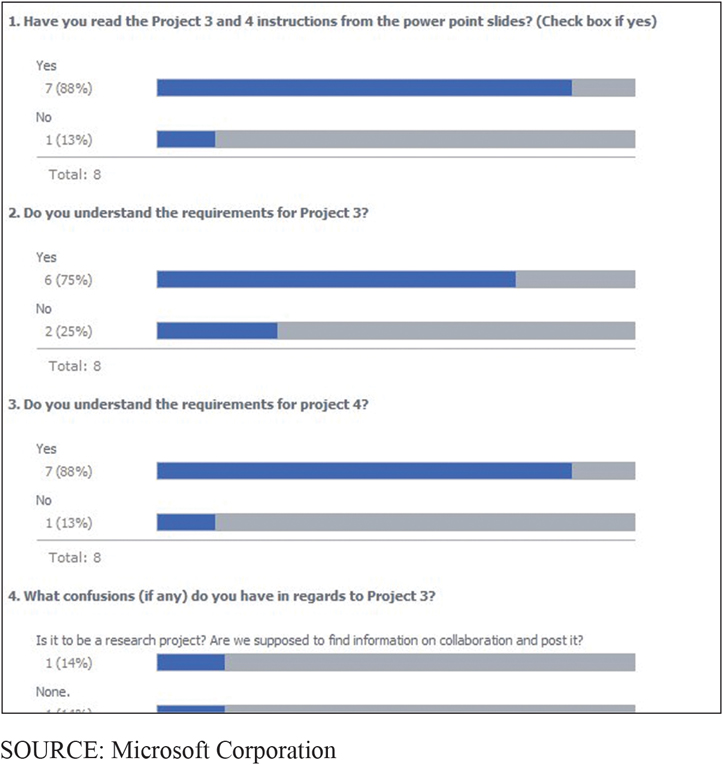 1. Have you read the Project 3 and 4 instructions from the power point slides? (Check box if yes)
Yes
7 (88%)
No
1 (13%)
Total: 8
2. Do you understand the requirements for Project 3?
Yes
6 (75%)
No
2 (25%)
Total: 8
3. Do you understand the requirements for project 4?
Yes
7 (88%)
No
1 (13%)
Total: 8
4. What confusions (if any) do you have in regards to Project 3?
Is it to be a research project? Are we supposed to find information on collaboration and post it?
1 (14%)
None.
1 (14%)
SOURCE: Microsoft Corporation